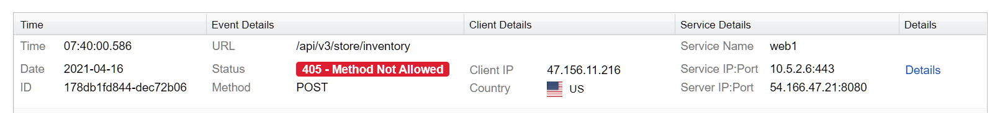 Time Event Details Client Details Service Details Details
Time 07:40:00.586 URL /api/v3/store/inventory Service Name web1
Date 2021-04-16 Status 405 - Method Not Allowed Client IP 47.156.11.216 Service IP:Port 10.5.2.6:443 Details
ID 178db1fd844-dec72b06 Method POST Country US Server IP:Port 54.166.47.21:8080